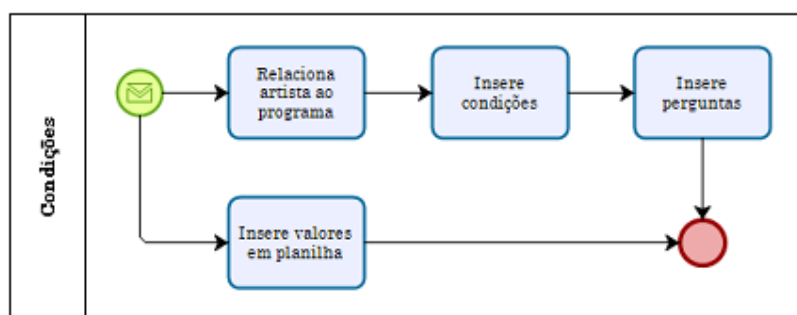 Condições
Relaciona
artista ao
programa
Insere
condições
Insere
perguntas
Insere valores
em planilha